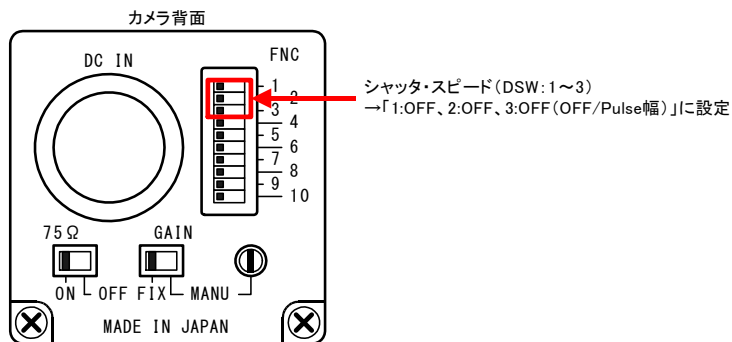 カメラ背面
DC IN
FNC
1
2
3
4
5
6
7
8
9
10
シャッタ・スピード(DSW:1~3)
→「1:OFF、2:OFF、3:OFF(OFF/Pulse幅)」に設定
75Ω
GAIN
ON OFF FIX MANU
MADE IN JAPAN